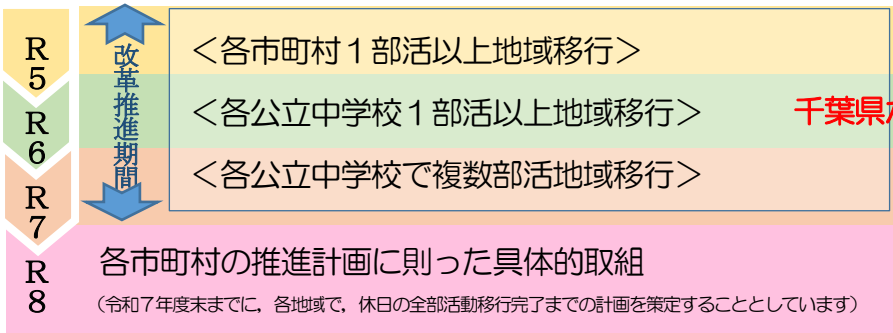 R5
改革推進期間
＜各市町村１部活以上地域移行＞
R6
＜各公立中学校１部活以上地域移行＞
千葉県
R7
＜各公立中学校で複数部活地域移行＞
R8
各市町村の推進計画に則った具体的取組
（令和７年度末までに，各地域で，休日の全部活動移行完了までの計画を策定することとしています）